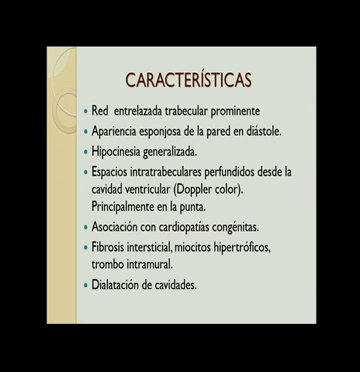 CARACTERÍSTICAS
Red entrelazada trabecular prominente
Apariencia esponjosa de la pared en diástole.
Hipocinesia generalizada.
Espacios intratrabeculares perfundidos desde la
cavidad ventricular (Doppler color).
Principalmente en la punta.
Asociación con cardiopatías congénitas.
Fibrosis intersticial, miocitos hipertróficos,
trombo intramural.
Dialatación de cavidades.